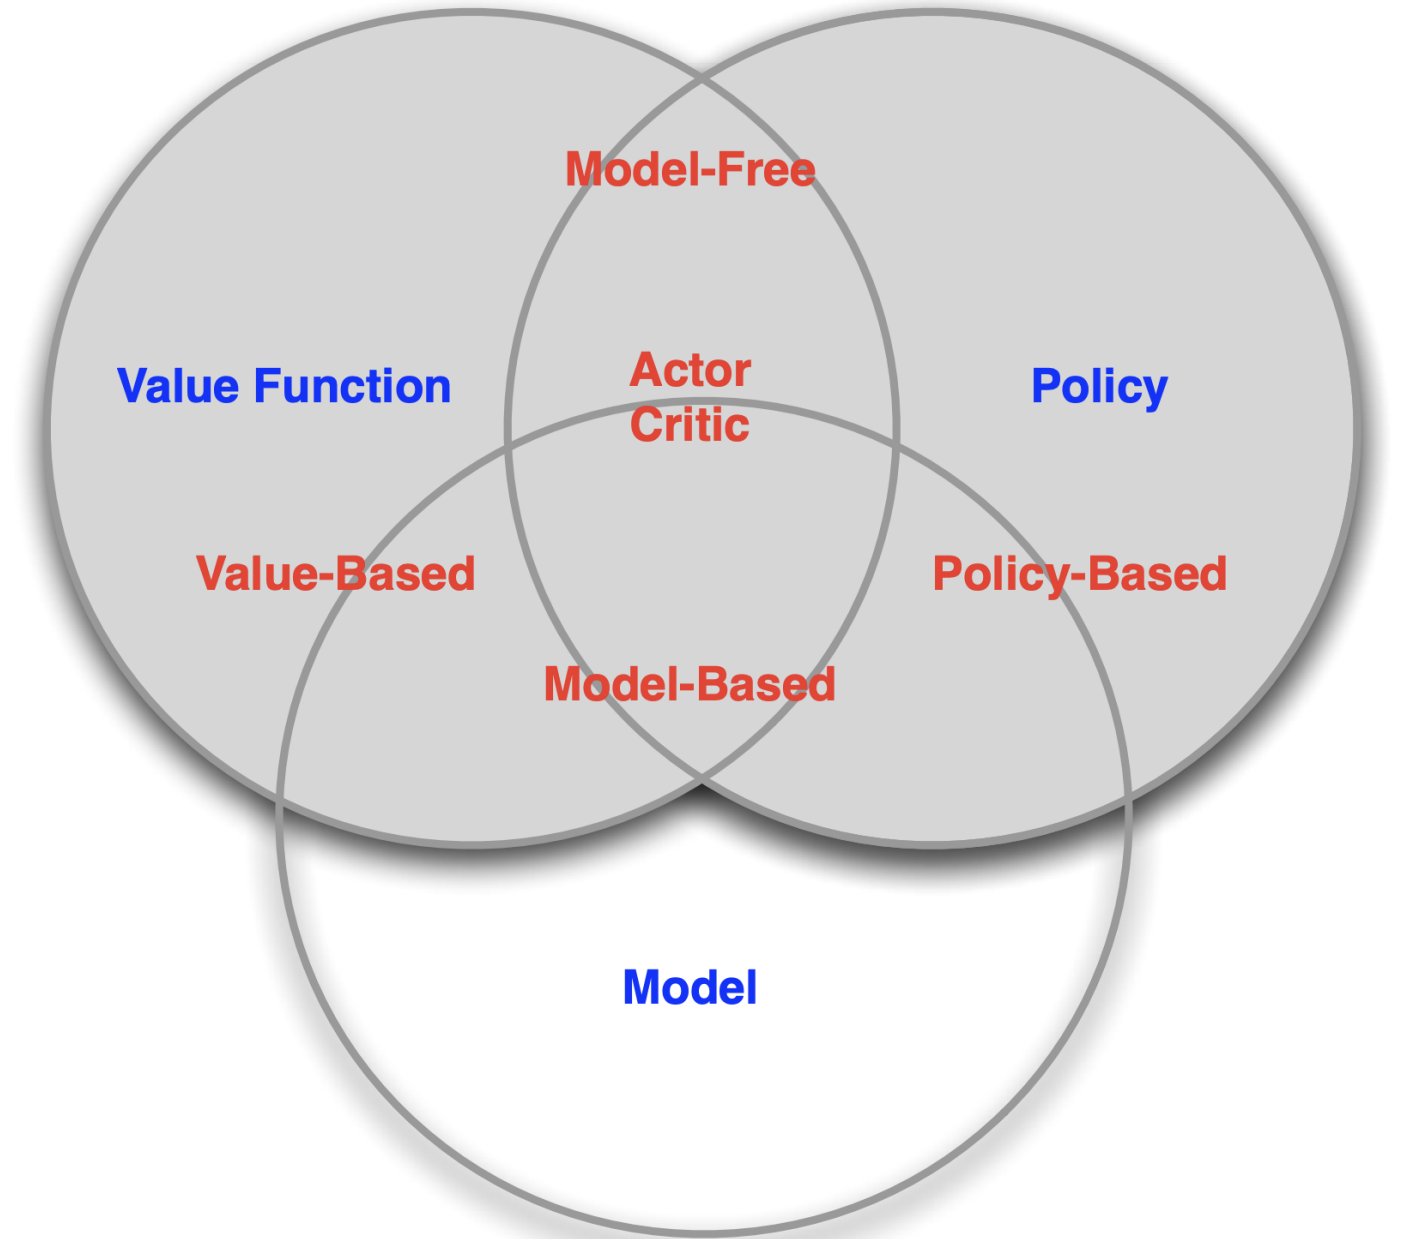 Model-Free
Value Function
Actor
Critic
Policy
Value-Based
Policy-Based
Model-Based
Model